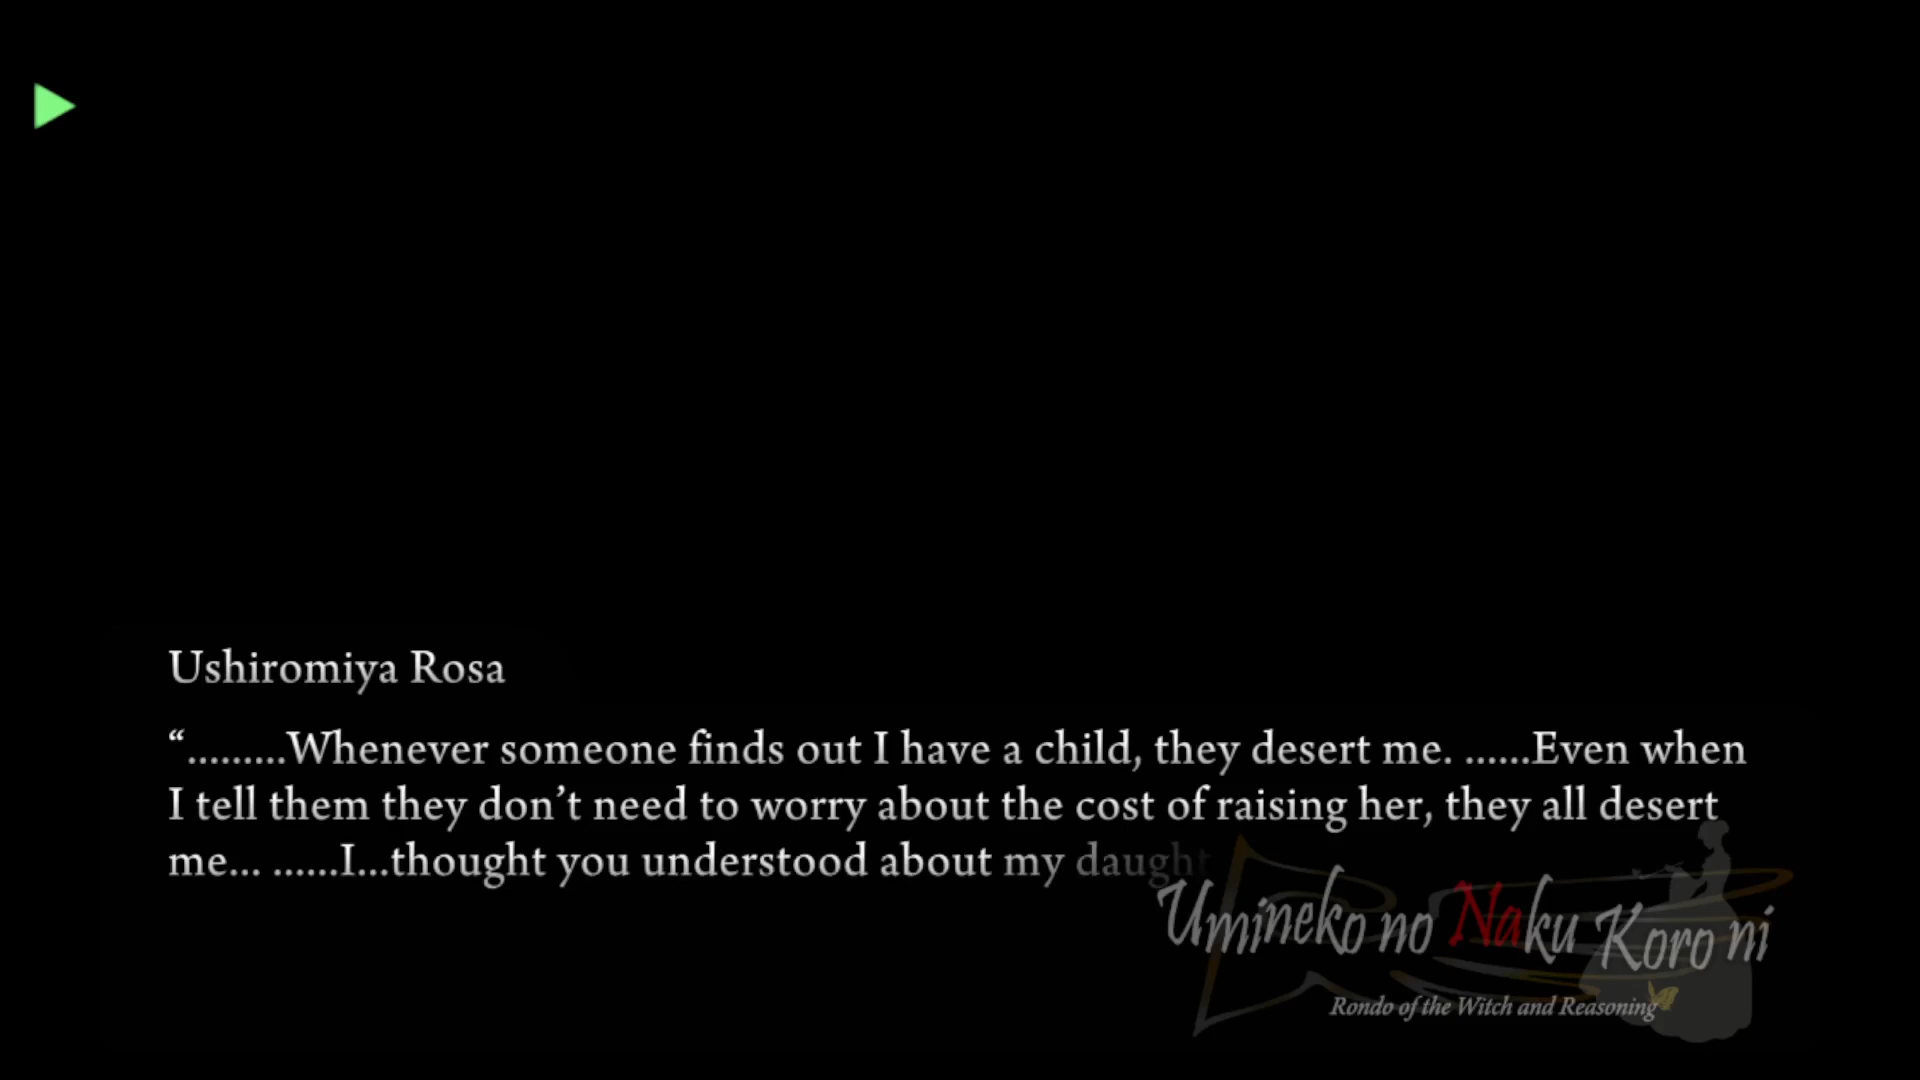 Ushiromiya Rosa
“.........Whenever someone finds out I have a child, they desert me. ......Even when
I tell them they don’t need to worry about the cost of raising her, they all desert
me... ......I...thought you understood about my daught
Umineko no Naku Koro ni
Rondo of the Witch and Reasoning